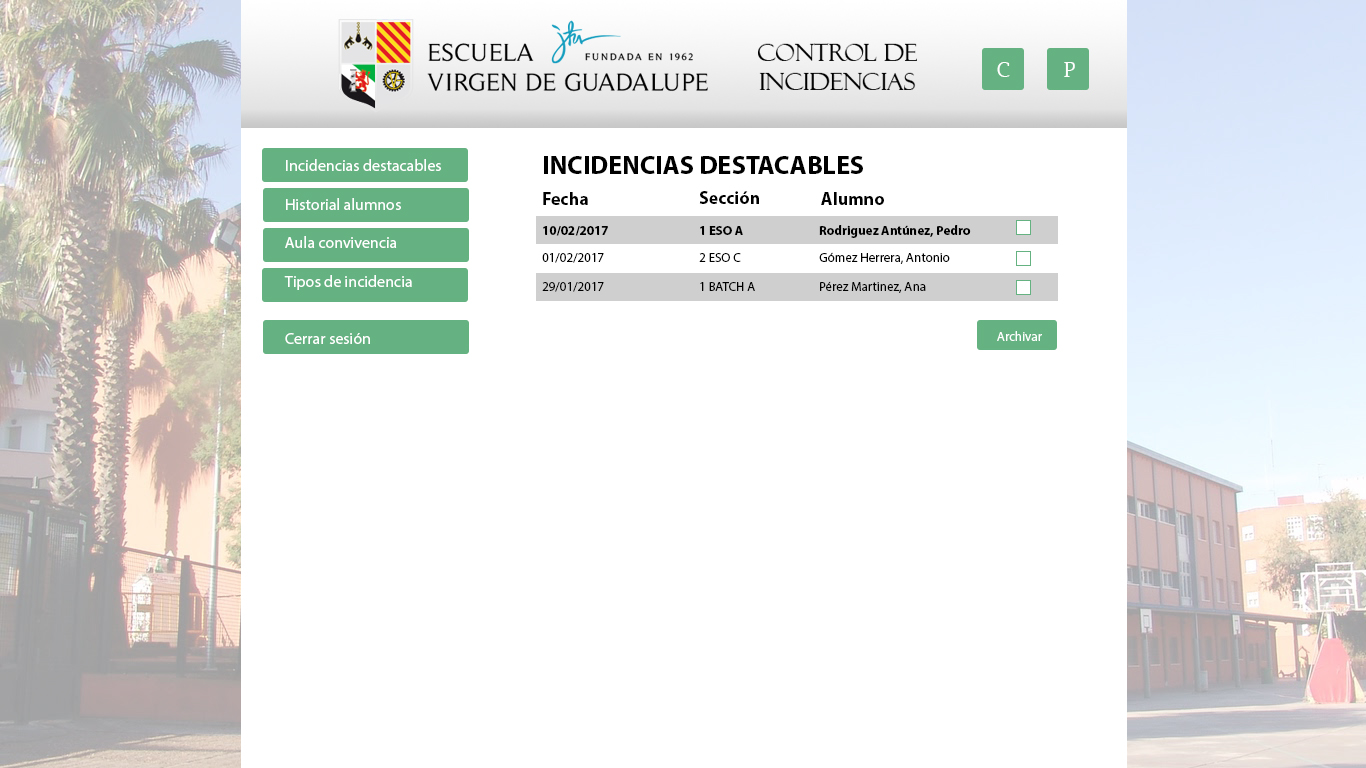 ESCUELA
FUNDADA EN 1962
VIRGEN DE GUADALUPE
CONTROL DE
INCIDENCIAS
C
P
Incidencias destacables
Historial alumnos
Aula convivencia
Tipos de incidencia
Cerrar sesión
INCIDENCIAS DESTACABLES
Fecha Sección Alumno
10/02/2017 1 ESO A Rodriguez Antúnez, Pedro
01/02/2017 2 ESO C Gómez Herrera, Antonio
29/01/2017 1 BATCH A Pérez Martinez, Ana
Archivar